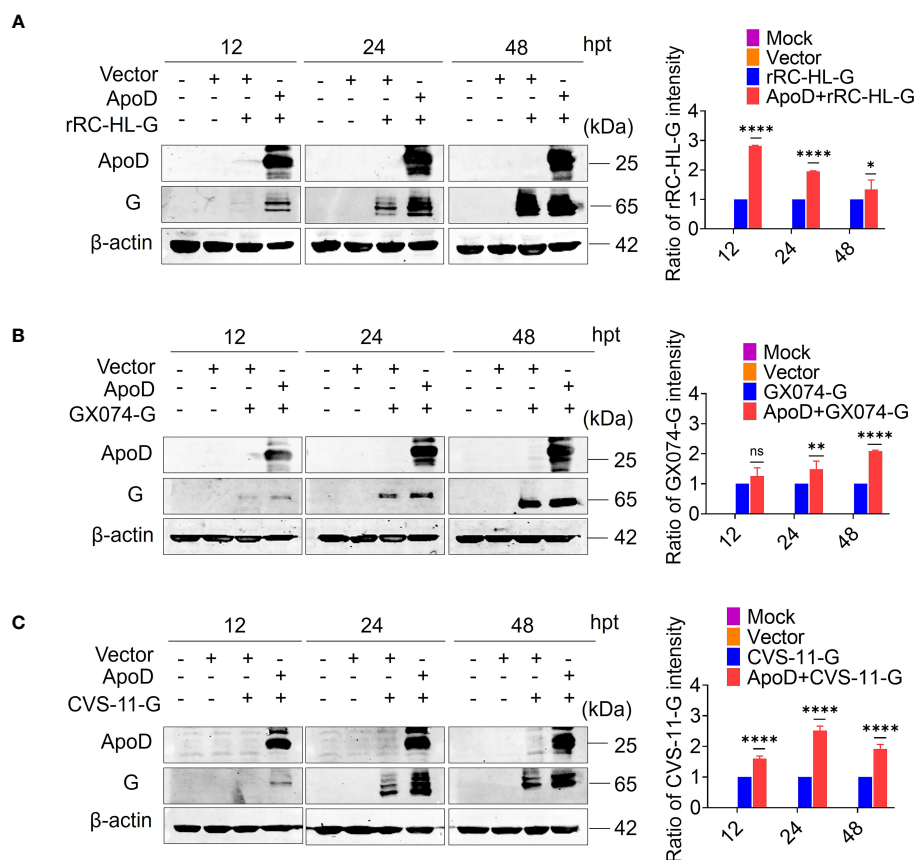 A
12 24 48 hpt
Vector - + + - - + + - - + + -
ApoD - - - + - - - + - - - +
rRC-HL-G - - + + - - + + - - + + (kDa)
ApoD 25
G 65
β-actin 42
Mock
Vector
rRC-HL-G
ApoD+rRC-HL-G
Ratio of rRC-HL-G intensity
4
3
2
1
0
**** **** *
12 24 48
B
12 24 48 hpt
Vector - + + - - + + - - + + -
ApoD - - - + - - - + - - - +
GX074-G - - + + - - + + - - + + (kDa)
ApoD 25
G 65
β-actin 42
Mock
Vector
GX074-G
ApoD+GX074-G
Ratio of GX074-G intensity
4
3
2
1
0
ns ** ****
12 24 48
C
12 24 48 hpt
Vector - + + - - + + - - + + -
ApoD - - - + - - - + - - - +
CVS-11-G - - + + - - + + - - + + (kDa)
ApoD 25
G 65
β-actin 42
Mock
Vector
CVS-11-G
ApoD+CVS-11-G
Ratio of CVS-11-G intensity
4
3
2
1
0
**** **** ****
12 24 48